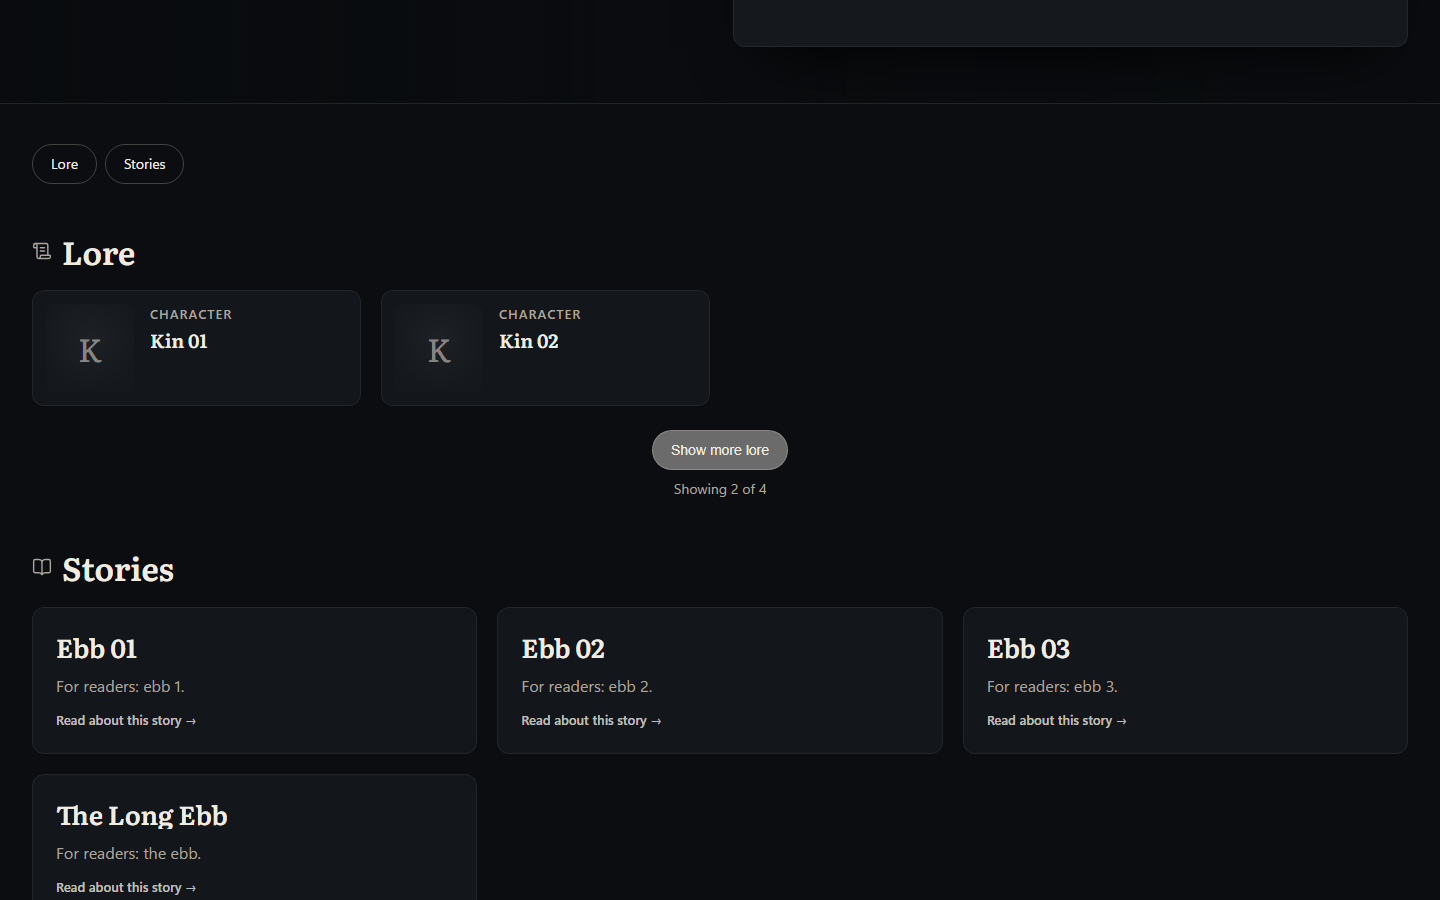 Lore
Stories
Lore
K
CHARACTER
Kin 01
K
CHARACTER
Kin 02
Show more lore
Showing 2 of 4
Stories
Ebb 01
For readers: ebb 1.
Read about this story →
Ebb 02
For readers: ebb 2.
Read about this story →
Ebb 03
For readers: ebb 3.
Read about this story →
The Long Ebb
For readers: the ebb.
Read about this story →